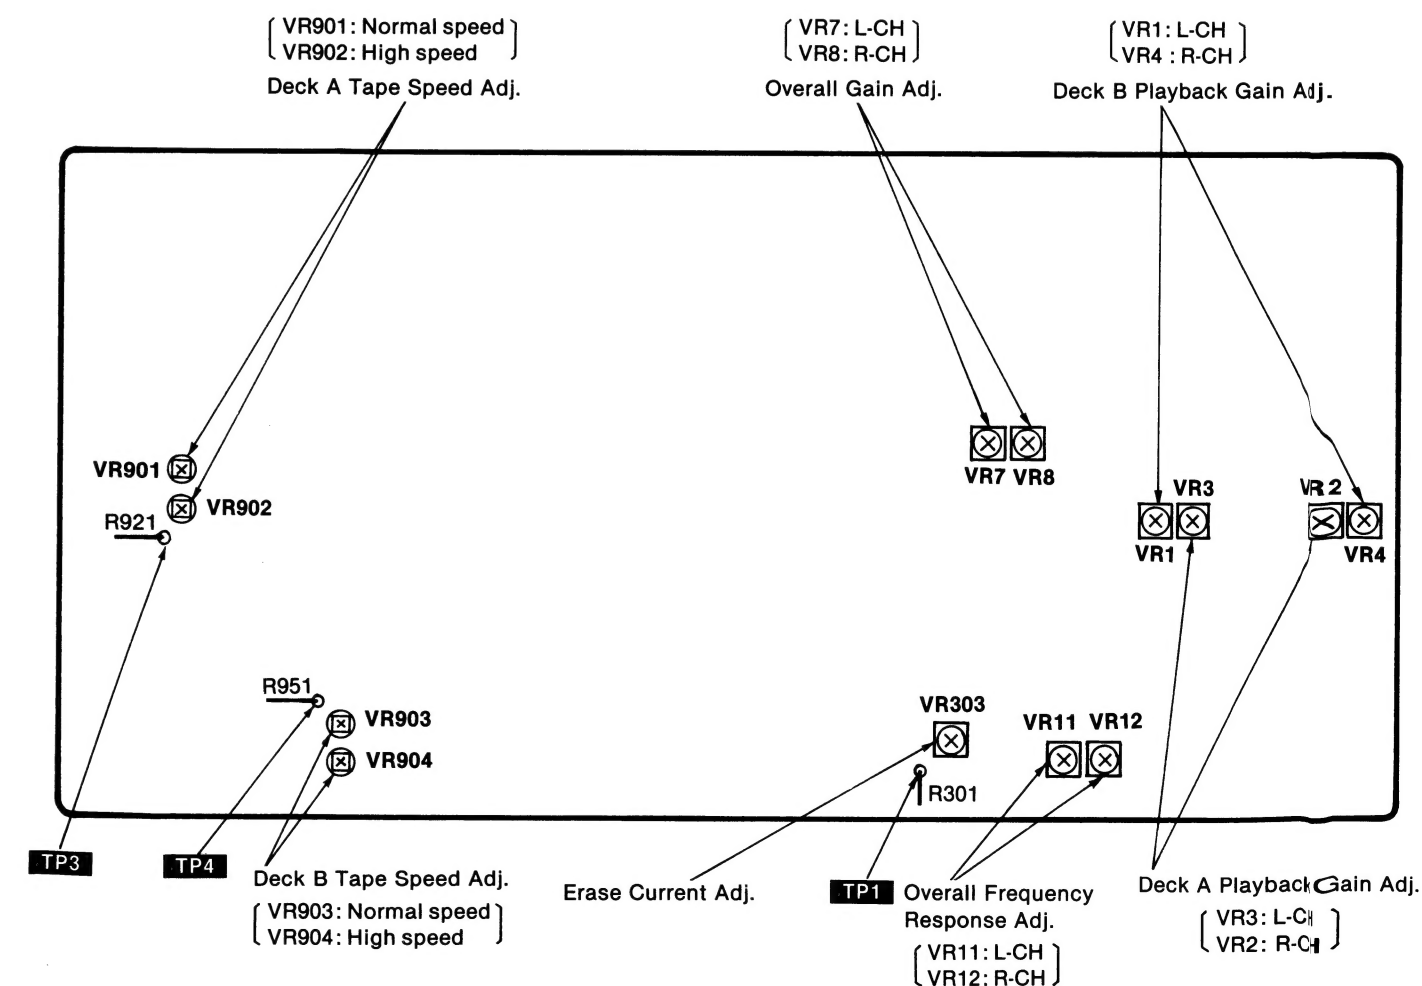 VR901: Normal speed
VR902: High speed
Deck A Tape Speed Adj.
VR7: L-CH
VR8: R-CH
Overall Gain Adj.
VR1: L-CH
VR4: R-CH
Deck B Playback Gain Adj.
VR901
VR902
R921
VR7 VR8
VR3
VR2
VR1
VR4
R951
VR903
VR904
VR303
VR11 VR12
R301
TP3
TP4
Deck B Tape Speed Adj.
VR903: Normal speed
VR904: High speed
Erase Current Adj.
TP1
Overall Frequency
Response Adj.
VR11: L-CH
VR12: R-CH
Deck A Playback Gain Adj.
VR3: L-CH
VR2: R-CH